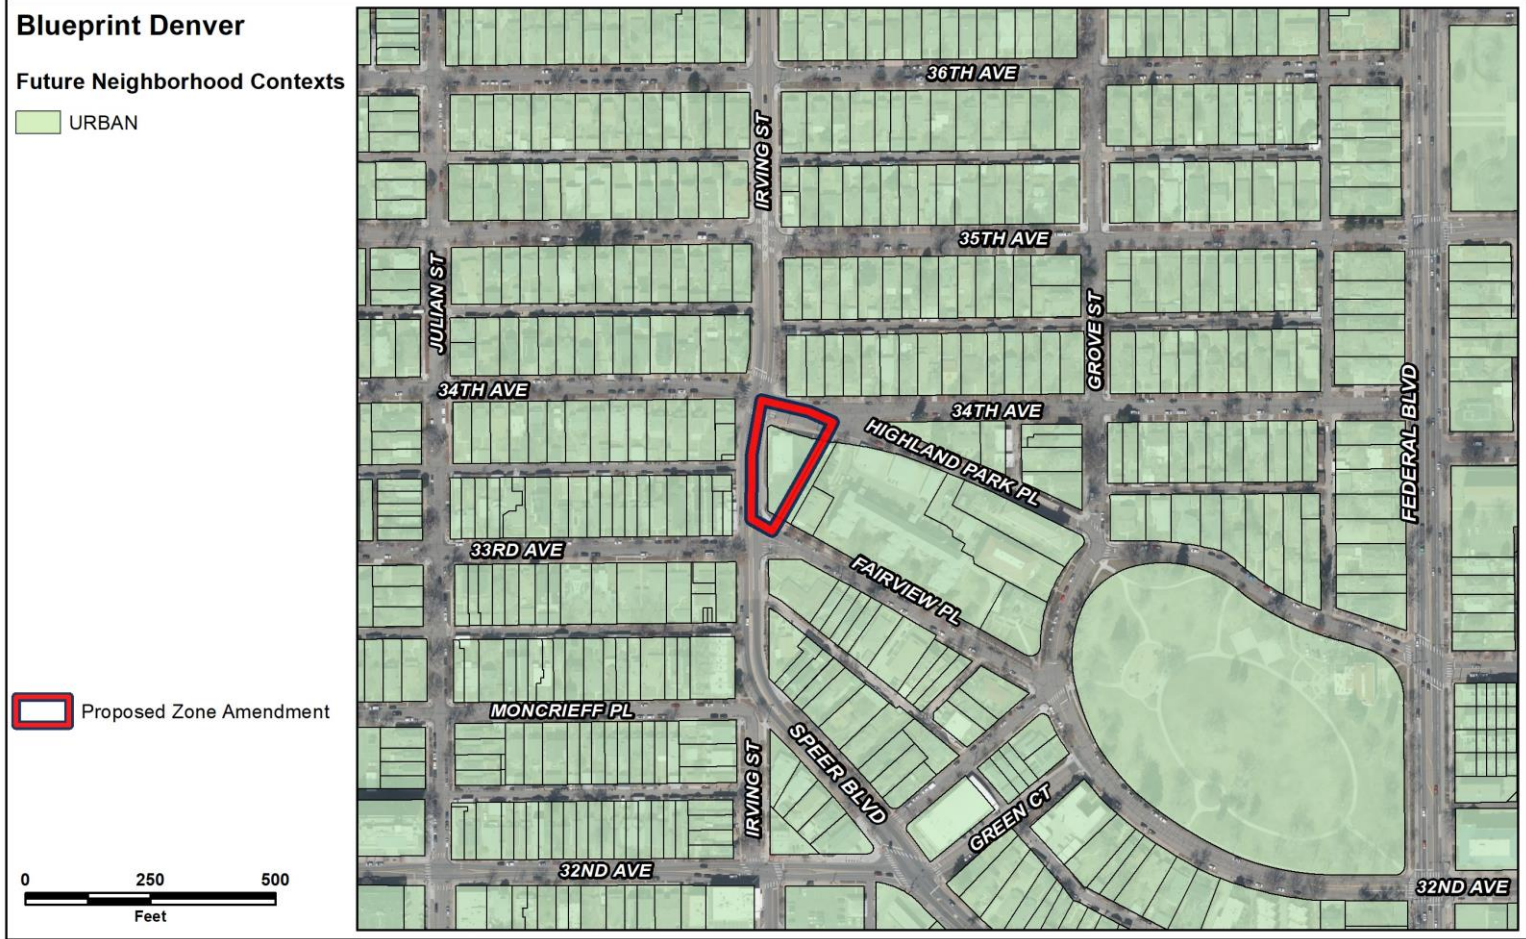 Blueprint Denver
Future Neighborhood Contexts
URBAN
36TH AVE
IRVING ST
35TH AVE
JULIAN ST
GROVE ST
34TH AVE
34TH AVE
FEDERAL BLVD
HIGHLAND PARK PL
33RD AVE
FAIRVIEW PL
Proposed Zone Amendment
MONCRIEFF PL
SPEER BLVD
IRVING ST
GREEN CT
32ND AVE
32ND AVE
0 250 500
Feet